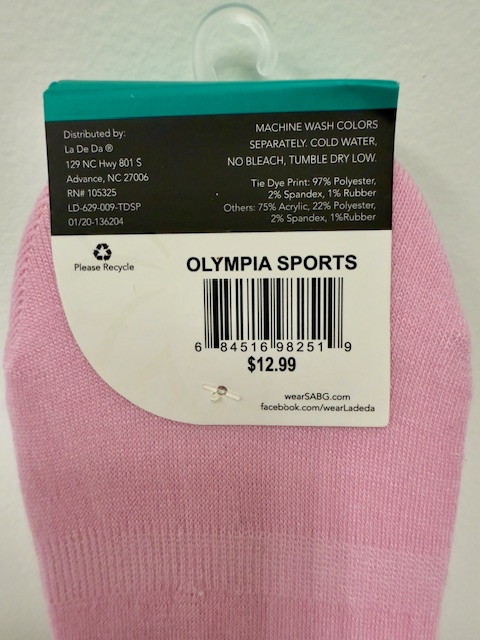 Distributed by:
La De Da ®
129 NC Hwy 801 S
Advance, NC 27006
RN# 105325
LD-629-009-TDSP
01/20-136204
MACHINE WASH COLORS
SEPARATELY. COLD WATER,
NO BLEACH, TUMBLE DRY LOW.
Tie Dye Print: 97% Polyester,
2% Spandex, 1% Rubber
Others: 75% Acrylic, 22% Polyester,
2% Spandex, 1%Rubber
Please Recycle
OLYMPIA SPORTS
6 84516 98251 9
$12.99
wearSABG.com
facebook.com/wearLadeda